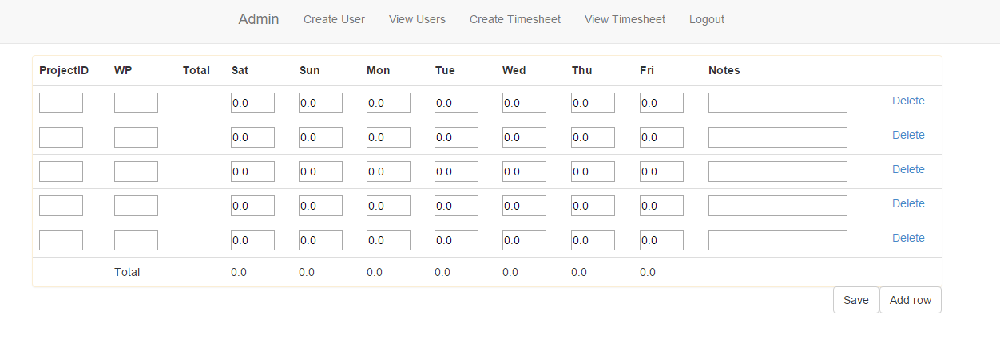 Admin Create User View Users Create Timesheet View Timesheet Logout
ProjectID WP Total Sat Sun Mon Tue Wed Thu Fri Notes
0.0 0.0 0.0 0.0 0.0 0.0 0.0 Delete
0.0 0.0 0.0 0.0 0.0 0.0 0.0 Delete
0.0 0.0 0.0 0.0 0.0 0.0 0.0 Delete
0.0 0.0 0.0 0.0 0.0 0.0 0.0 Delete
0.0 0.0 0.0 0.0 0.0 0.0 0.0 Delete
Total 0.0 0.0 0.0 0.0 0.0 0.0 0.0
Save Add row